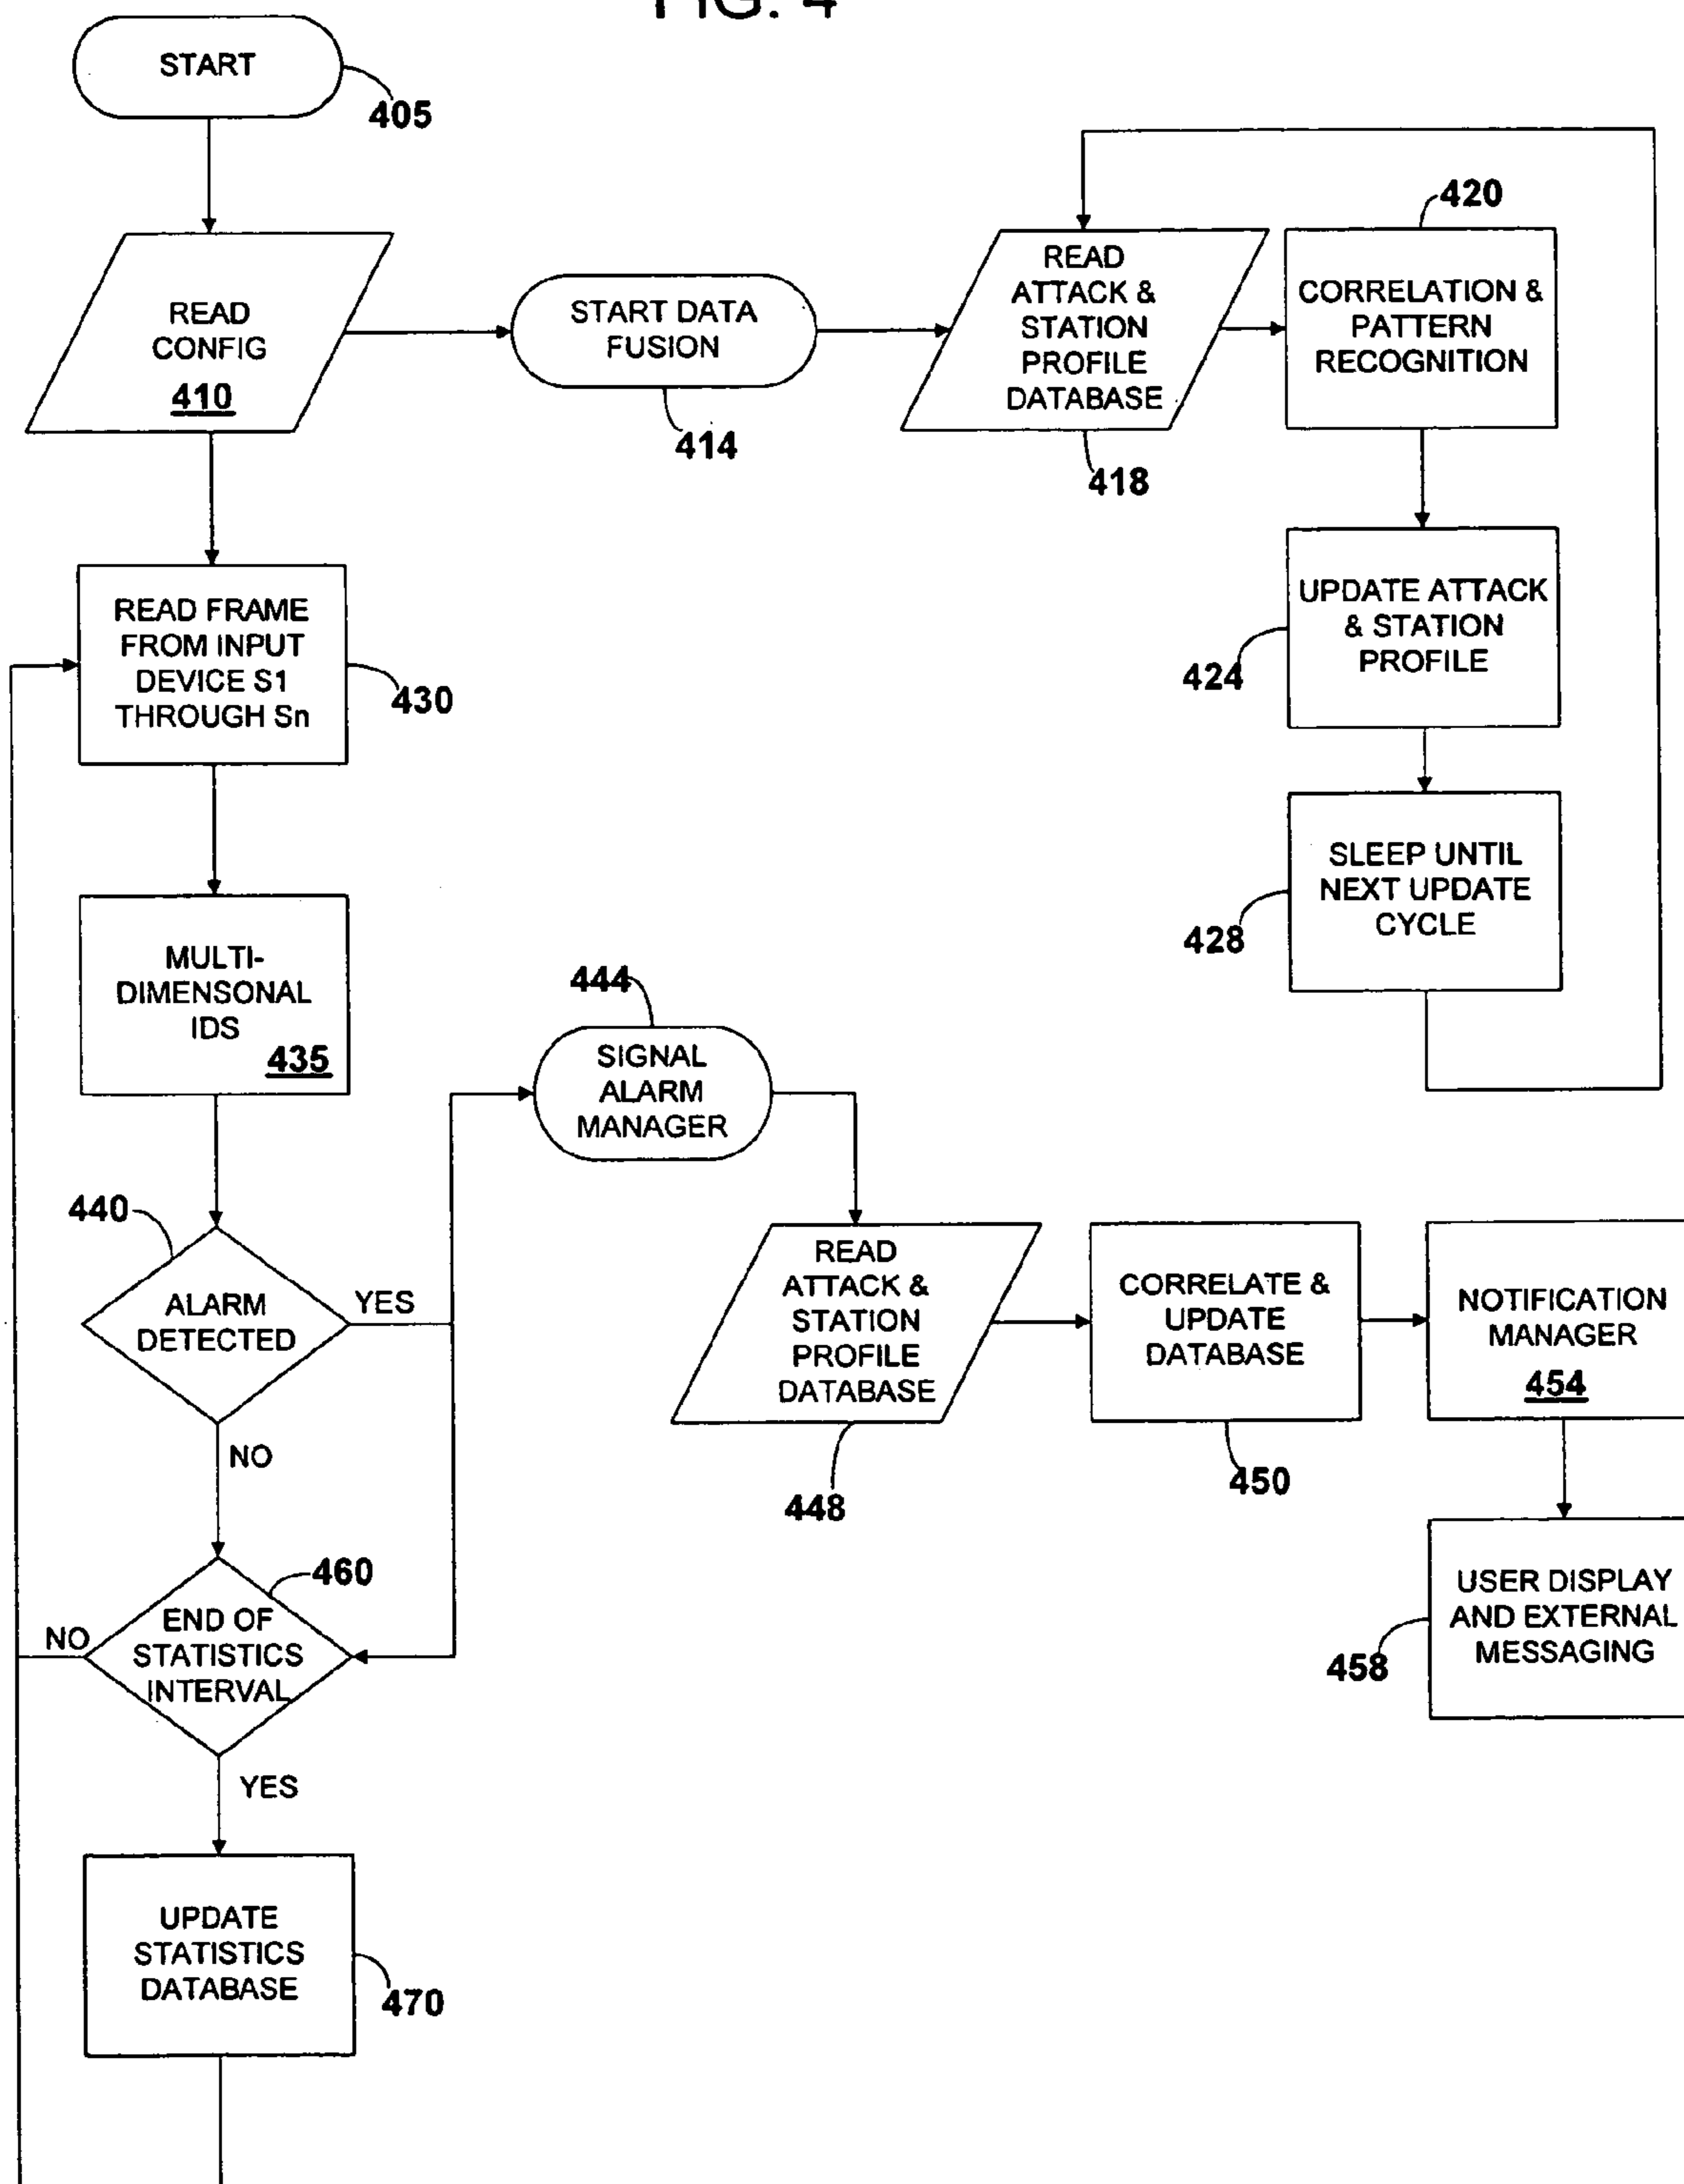 FIG. 4
START
405
READ
CONFIG
410
START DATA
FUSION
414
READ
ATTACK &
STATION
PROFILE
DATABASE
418
420
CORRELATION &
PATTERN
RECOGNITION
UPDATE ATTACK
& STATION
PROFILE
424
SLEEP UNTIL
NEXT UPDATE
CYCLE
428
READ FRAME
FROM INPUT
DEVICE S1
THROUGH Sn
430
MULTI-
DIMENSONAL
IDS
435
440
ALARM
DETECTED
YES
NO
444
SIGNAL
ALARM
MANAGER
READ
ATTACK &
STATION
PROFILE
DATABASE
448
CORRELATE &
UPDATE
DATABASE
450
NOTIFICATION
MANAGER
454
USER DISPLAY
AND EXTERNAL
MESSAGING
458
460
END OF
STATISTICS
INTERVAL
NO
YES
UPDATE
STATISTICS
DATABASE
470